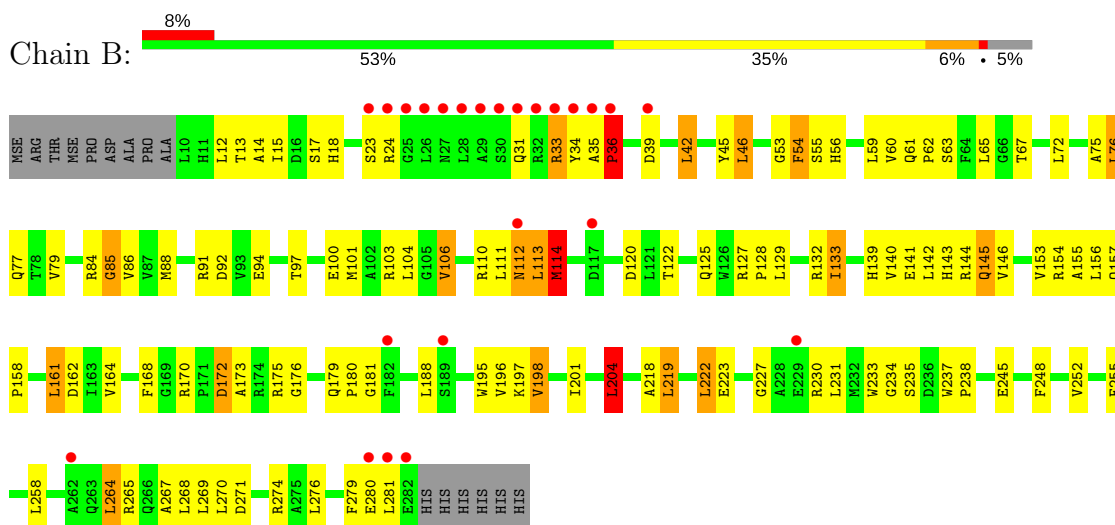 8%
Chain B:
53% 35% 6% • 5%
MSE ARG THR MSE PRO ASP ALA PRO ALA L10 H11 L12 T13 A14 I15 D16 S17 H18 S23 R24 G25 L26 N27 L28 A29 S30 Q31 R32 R33 Y34 A35 P36 D39 L42 Y45 L46 G53 F54 S55 H56 L59 V60 Q61 P62 S63 F64 L65 G66 T67 L72 A75 L76
Q77 T78 V79 R84 G85 V86 V87 M88 R91 D92 V93 E94 T97 E100 M101 A102 R103 L104 G105 V106 R110 L111 N112 L113 M114 D117 D120 L121 T122 Q125 W126 R127 P128 L129 R132 I133 H139 V140 E141 L142 H143 R144 Q145 V146 V153 R154 A155 L156
P158 L161 D162 I163 V164 F168 G169 R170 P171 D172 A173 R174 R175 G176 Q179 P180 G181 F182 L188 S189 W195 V196 K197 V198 I201 L204 A218 L219 L222 E223 G227 A228 E229 R230 L231 M232 W233 G234 S235 D236 W237 P238 E245 F248 V252
L258 A262 Q263 L264 R265 Q266 A267 L268 L269 L270 D271 R274 A275 L276 F279 E280 L281 E282 HIS HIS HIS HIS HIS HIS